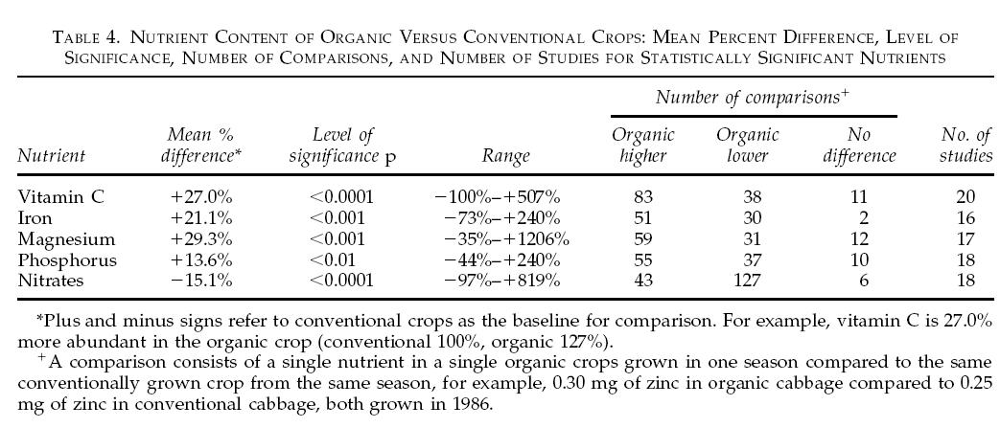 TABLE 4. NUTRIENT CONTENT OF ORGANIC VERSUS CONVENTIONAL CROPS: MEAN PERCENT DIFFERENCE, LEVEL OF
SIGNIFICANCE, NUMBER OF COMPARISONS, AND NUMBER OF STUDIES FOR STATISTICALLY SIGNIFICANT NUTRIENTS
Number of comparisons+
Mean % Level of Organic Organic No No. of
Nutrient difference* significance p Range higher lower difference studies
Vitamin C +27.0% <0.0001 −100%–+507% 83 38 11 20
Iron +21.1% <0.001 −73%–+240% 51 30 2 16
Magnesium +29.3% <0.001 −35%–+1206% 59 31 12 17
Phosphorus +13.6% <0.01 −44%–+240% 55 37 10 18
Nitrates −15.1% <0.0001 −97%–+819% 43 127 6 18
*Plus and minus signs refer to conventional crops as the baseline for comparison. For example, vitamin C is 27.0%
more abundant in the organic crop (conventional 100%, organic 127%).
+A comparison consists of a single nutrient in a single organic crops grown in one season compared to the same
conventionally grown crop from the same season, for example, 0.30 mg of zinc in organic cabbage compared to 0.25
mg of zinc in conventional cabbage, both grown in 1986.